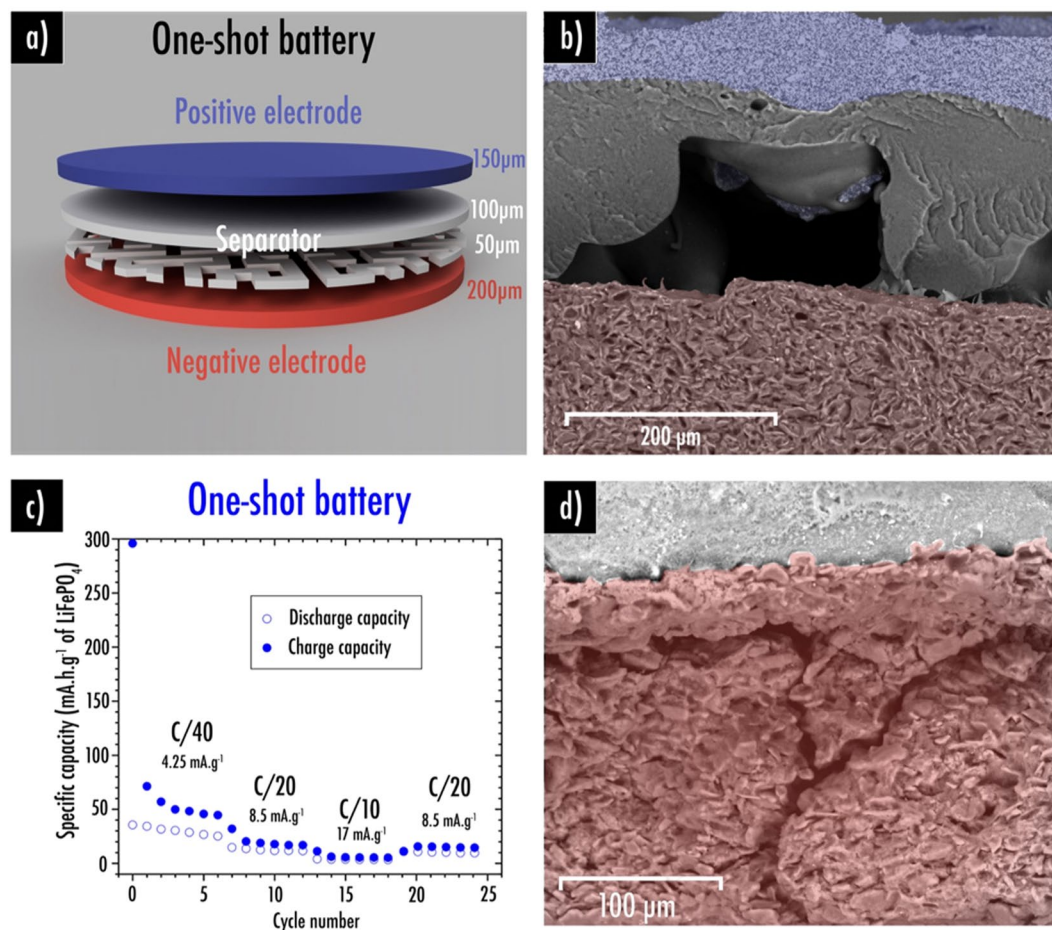 a)
One-shot battery
Positive electrode
150µm
100µm
Separator
50µm
200µm
Negative electrode
b)
200 µm
c)
One-shot battery
Specific capacity (mA.h.g⁻¹ of LiFePO₄)
300
250
200
150
100
50
0
Discharge capacity
Charge capacity
C/40
4.25 mA.g⁻¹
C/20
8.5 mA.g⁻¹
C/10
17 mA.g⁻¹
C/20
8.5 mA.g⁻¹
0 5 10 15 20 25
Cycle number
d)
100 µm